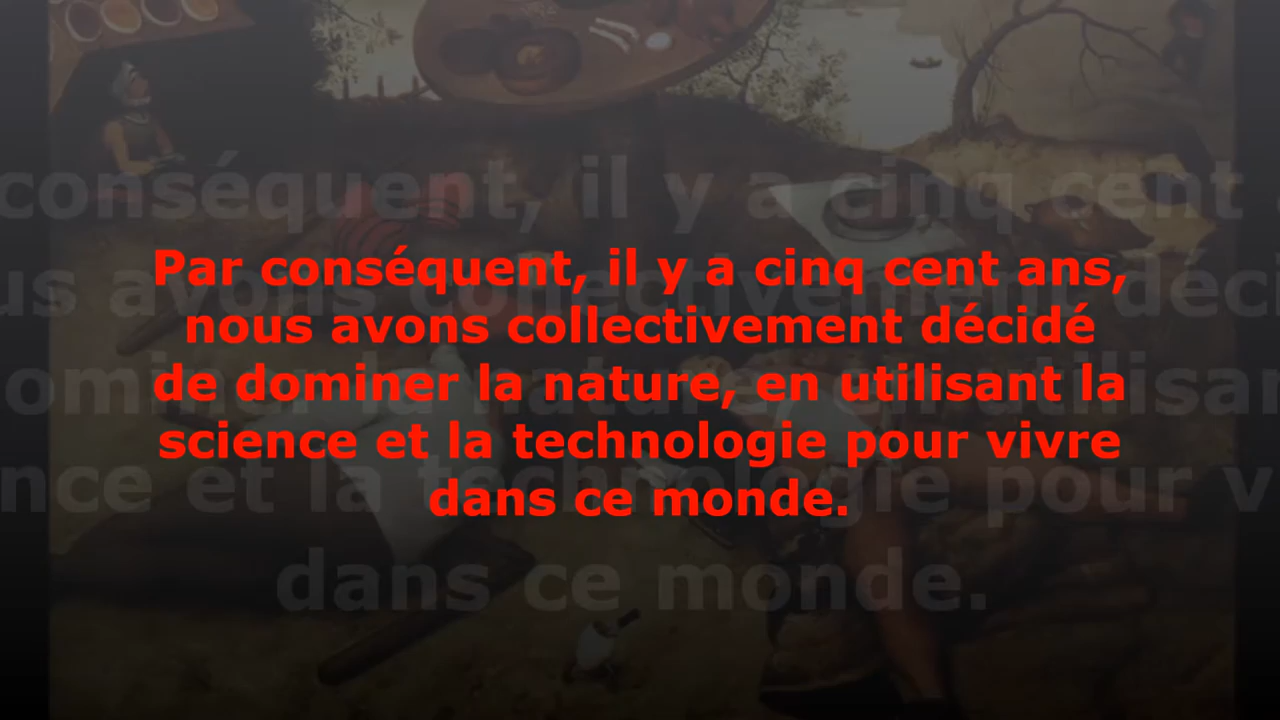 Par conséquent, il y a cinq cent ans,
nous avons collectivement décidé
de dominer la nature, en utilisant la
science et la technologie pour vivre
dans ce monde.